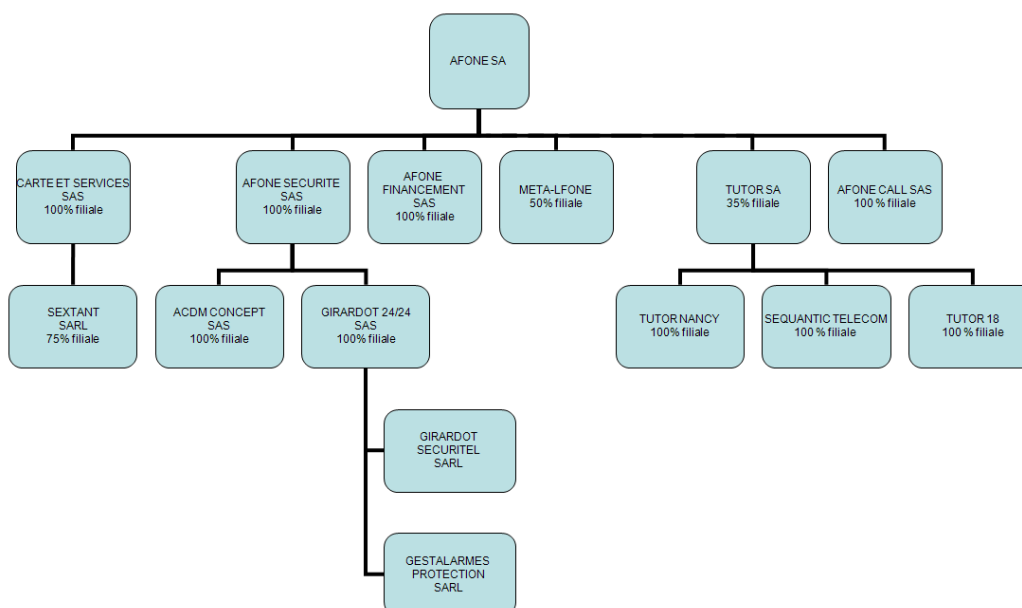 AFONE SA
CARTE ET SERVICES
SAS
100% filiale
AFONE SECURITE
SAS
100% filiale
AFONE
FINANCEMENT
SAS
100% filiale
META-LFONE
50% filiale
TUTOR SA
35% filiale
AFONE CALL SAS
100 % filiale
SEXTANT
SARL
75% filiale
ACDM CONCEPT
SAS
100% filiale
GIRARDOT 24/24
SAS
100% filiale
TUTOR NANCY
100% filiale
SEQUANTIC TELECOM
100 % filiale
TUTOR 18
100 % filiale
GIRARDOT
SECURITEL
SARL
GESTALARMES
PROTECTION
SARL